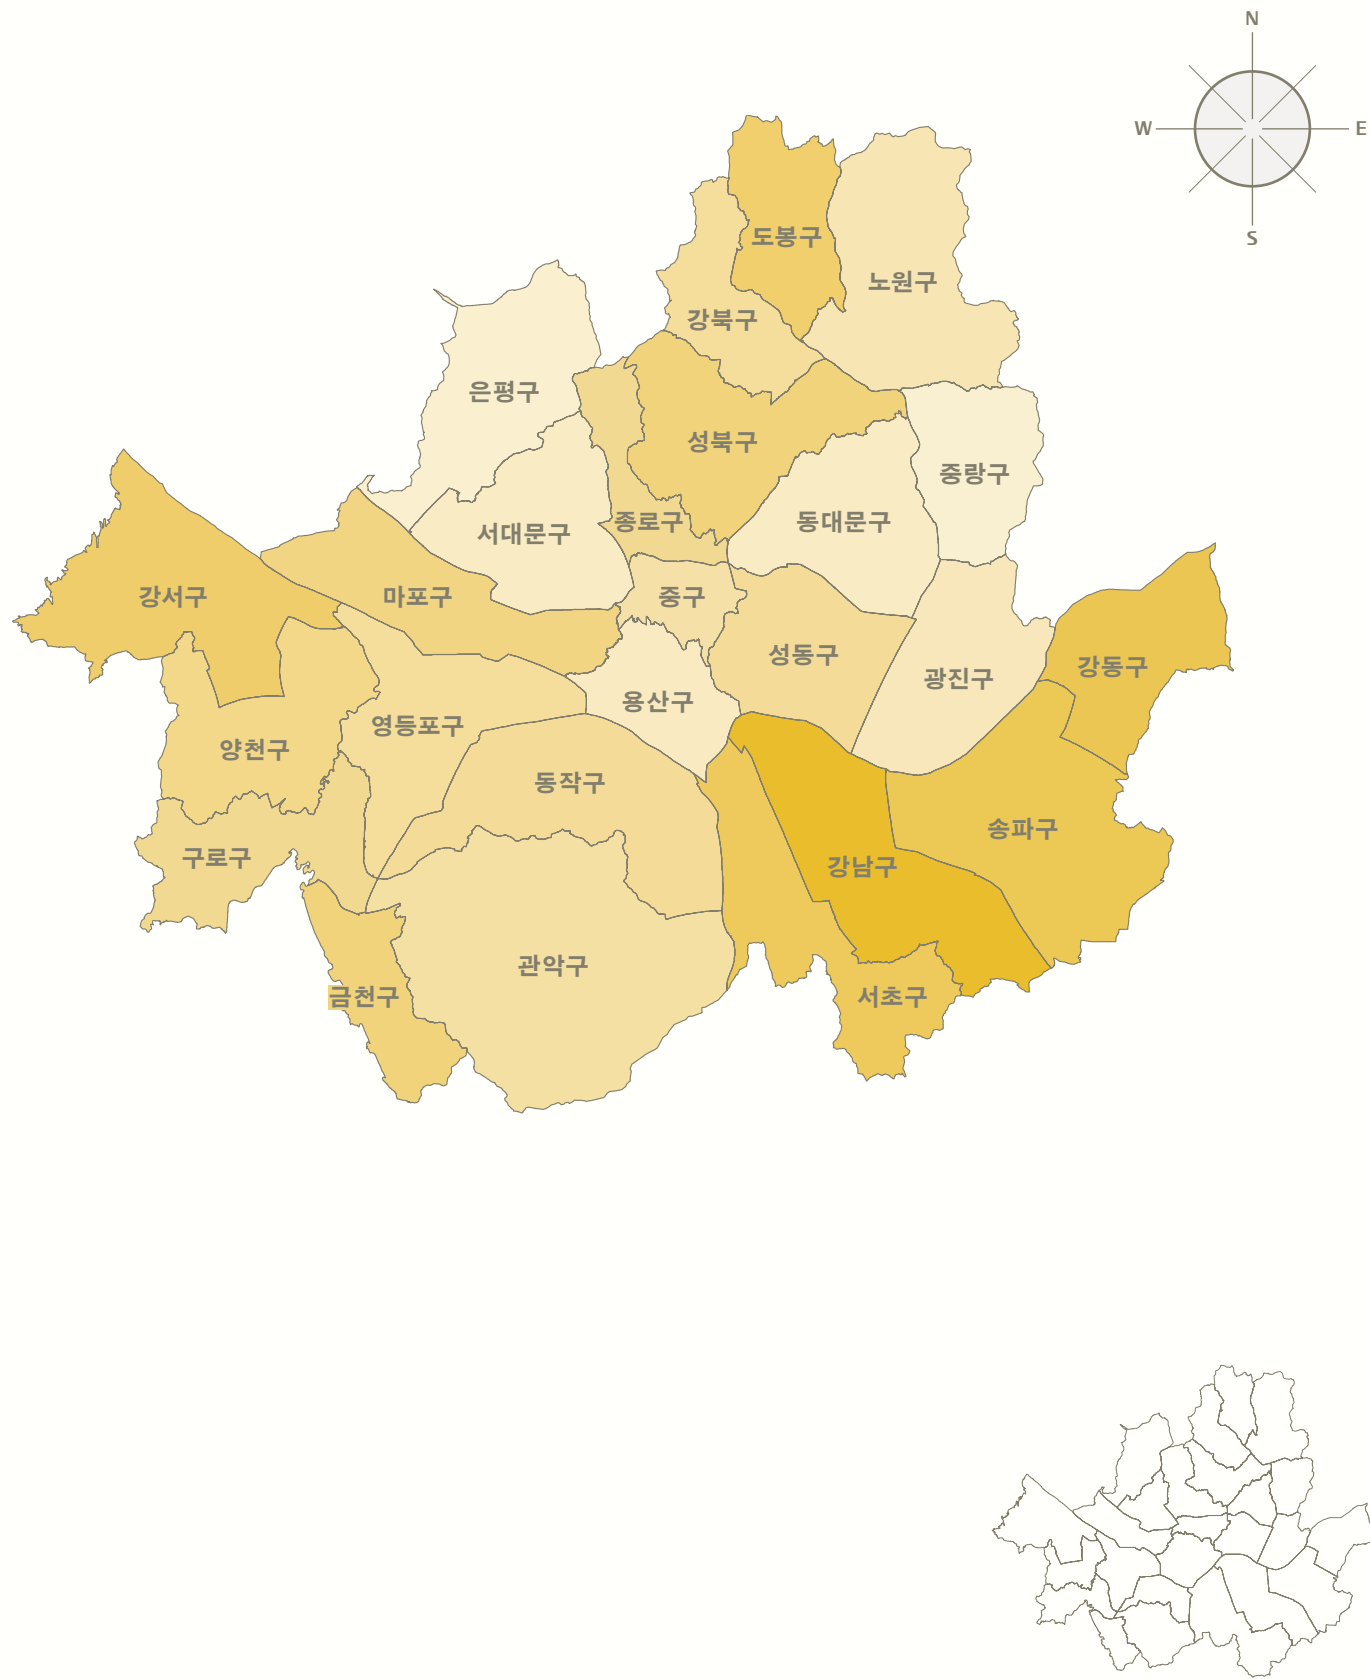 N
W
E
S
도봉구
노원구
강북구
은평구
성북구
중랑구
서대문구
종로구
동대문구
강서구
마포구
중구
성동구
강동구
광진구
용산구
영등포구
양천구
동작구
송파구
구로구
강남구
관악구
금천구
서초구